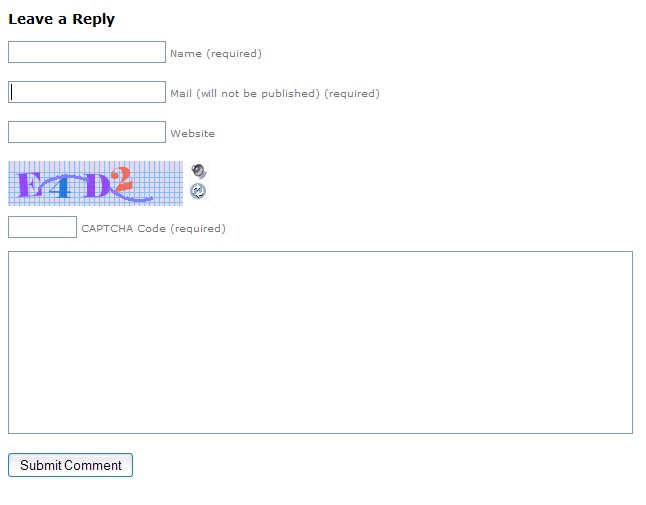 Leave a Reply
Name (required)
Mail (will not be published) (required)
Website
E4D2
CAPTCHA Code (required)
Submit Comment